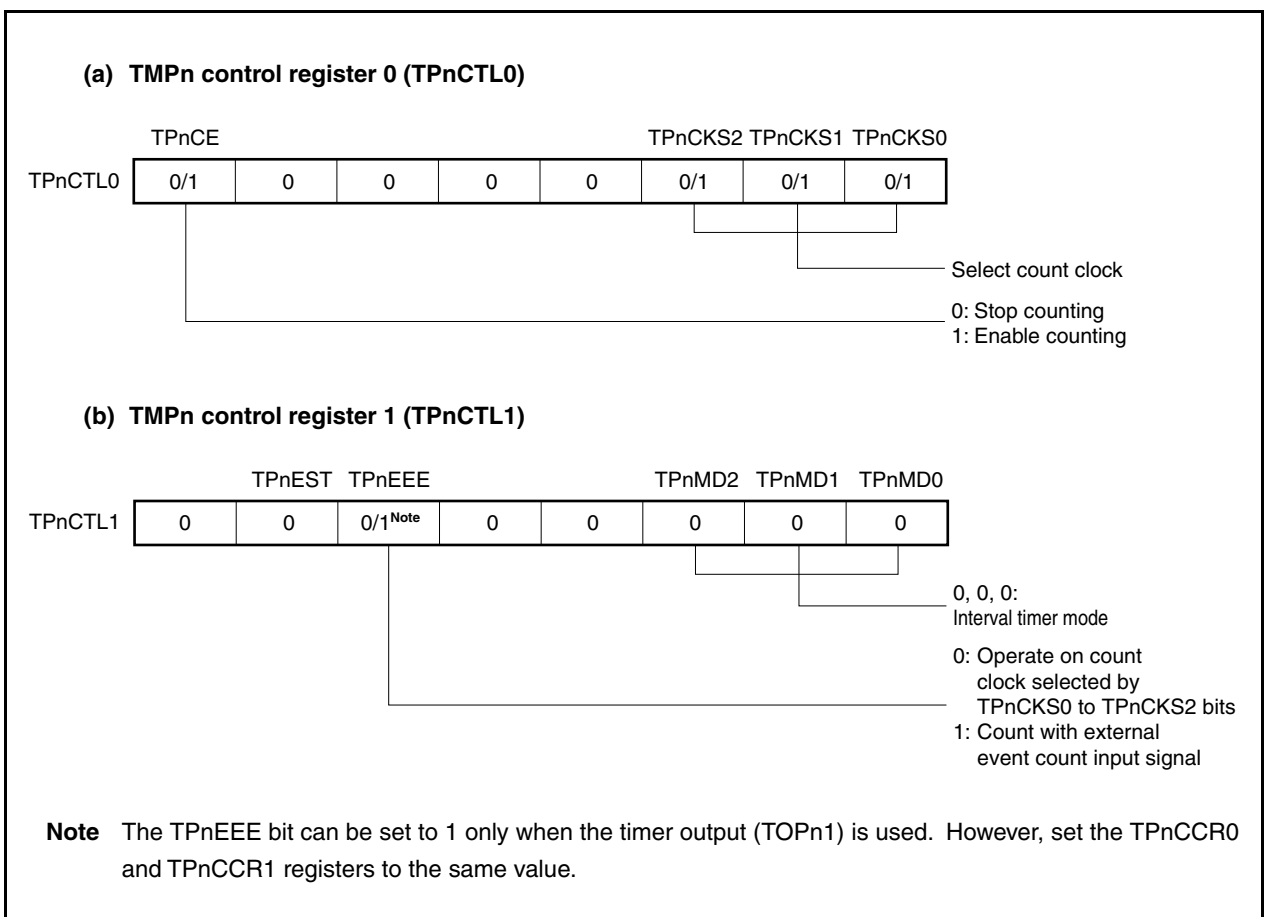 (a) TMPn control register 0 (TPnCTL0)
TPnCE TPnCKS2 TPnCKS1 TPnCKS0
TPnCTL0 0/1 0 0 0 0 0/1 0/1 0/1
Select count clock
0: Stop counting
1: Enable counting
(b) TMPn control register 1 (TPnCTL1)
TPnEST TPnEEE TPnMD2 TPnMD1 TPnMD0
TPnCTL1 0 0 0/1Note 0 0 0 0 0
0, 0, 0:
Interval timer mode
0: Operate on count
clock selected by
TPnCKS0 to TPnCKS2 bits
1: Count with external
event count input signal
Note The TPnEEE bit can be set to 1 only when the timer output (TOPn1) is used. However, set the TPnCCR0
and TPnCCR1 registers to the same value.